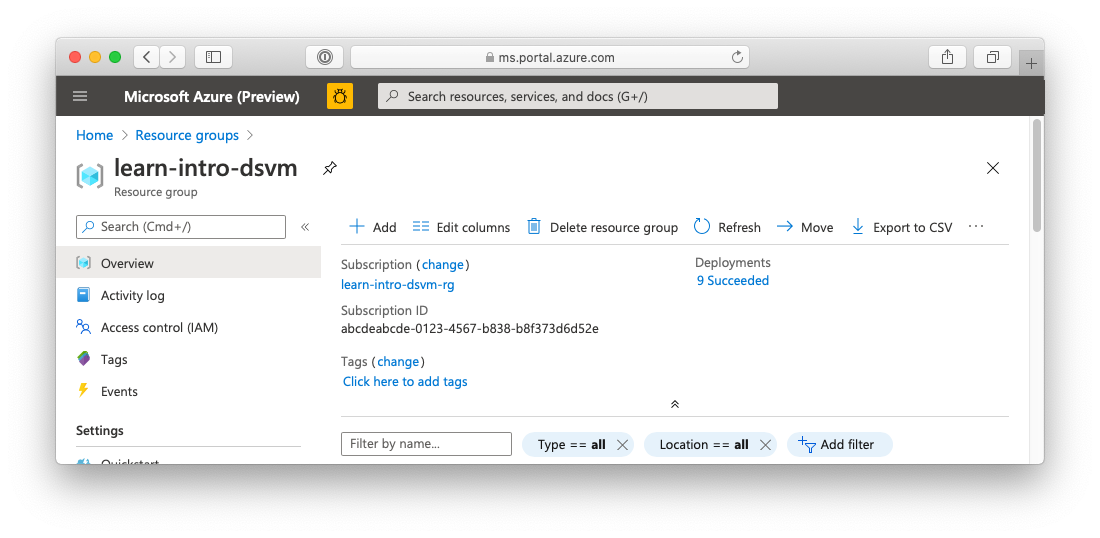 ms.portal.azure.com
Microsoft Azure (Preview)
Search resources, services, and docs (G+/)
Home > Resource groups >
learn-intro-dsvm
Resource group
Search (Cmd+/)
«
Add
Edit columns
Delete resource group
Refresh
Move
Export to CSV
...
Overview
Activity log
Access control (IAM)
Tags
Events
Settings
Quickstart
Subscription (change)
learn-intro-dsvm-rg
Subscription ID
abcdeabcde-0123-4567-b838-b8f373d6d52e
Tags (change)
Click here to add tags
Deployments
9 Succeeded
Filter by name...
Type == all
Location == all
Add filter